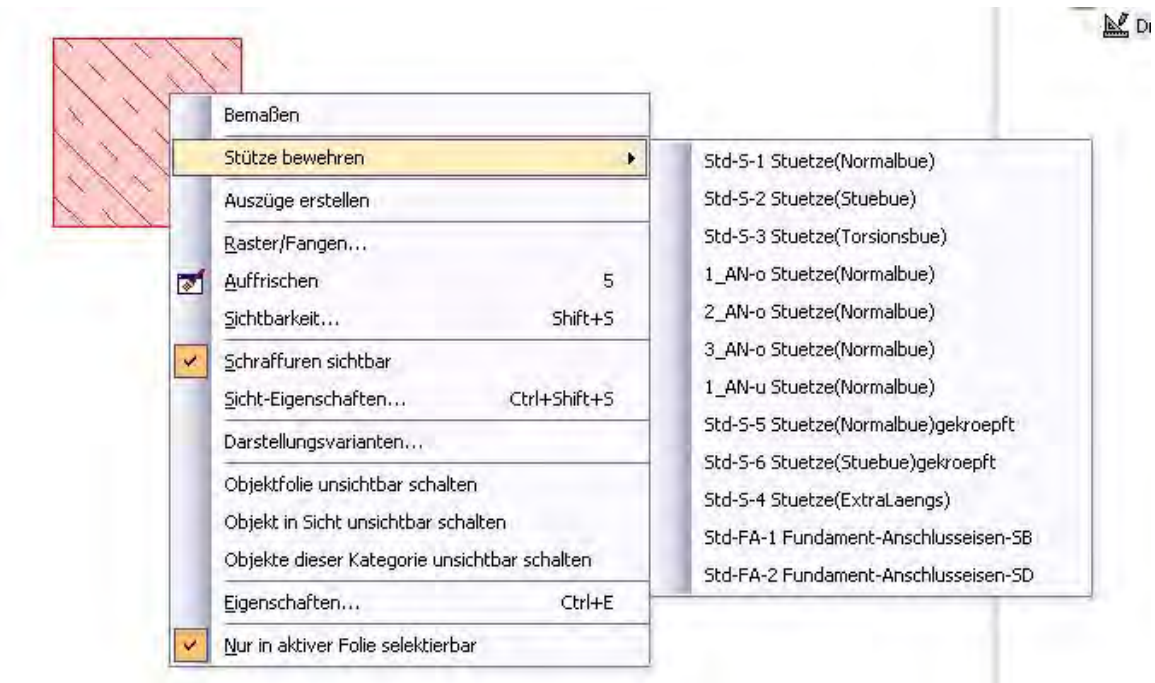 Dr
Bemaßen
Stütze bewehren
Auszüge erstellen
Raster/Fangen...
Auffrischen 5
Sichtbarkeit... Shift+S
Schraffuren sichtbar
Sicht-Eigenschaften... Ctrl+Shift+S
Darstellungsvarianten...
Objektfolie unsichtbar schalten
Objekt in Sicht unsichtbar schalten
Objekte dieser Kategorie unsichtbar schalten
Eigenschaften... Ctrl+E
Nur in aktiver Folie selektierbar
Std-S-1 Stuetze(Normalbue)
Std-S-2 Stuetze(Stuebue)
Std-S-3 Stuetze(Torsionsbue)
1_AN-o Stuetze(Normalbue)
2_AN-o Stuetze(Normalbue)
3_AN-o Stuetze(Normalbue)
1_AN-u Stuetze(Normalbue)
Std-S-5 Stuetze(Normalbue)gekroepft
Std-S-6 Stuetze(Stuebue)gekroepft
Std-S-4 Stuetze(ExtraLaengs)
Std-FA-1 Fundament-Anschlusseisen-SB
Std-FA-2 Fundament-Anschlusseisen-SD